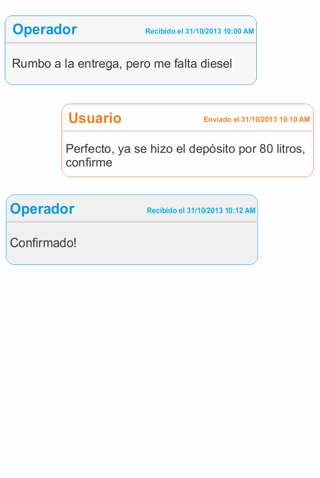 Operador Recibido el 31/10/2013 10:00 AM
Rumbo a la entrega, pero me falta diesel
Usuario Enviado el 31/10/2013 10:10 AM
Perfecto, ya se hizo el depósito por 80 litros,
confirme
Operador Recibido el 31/10/2013 10:12 AM
Confirmado!